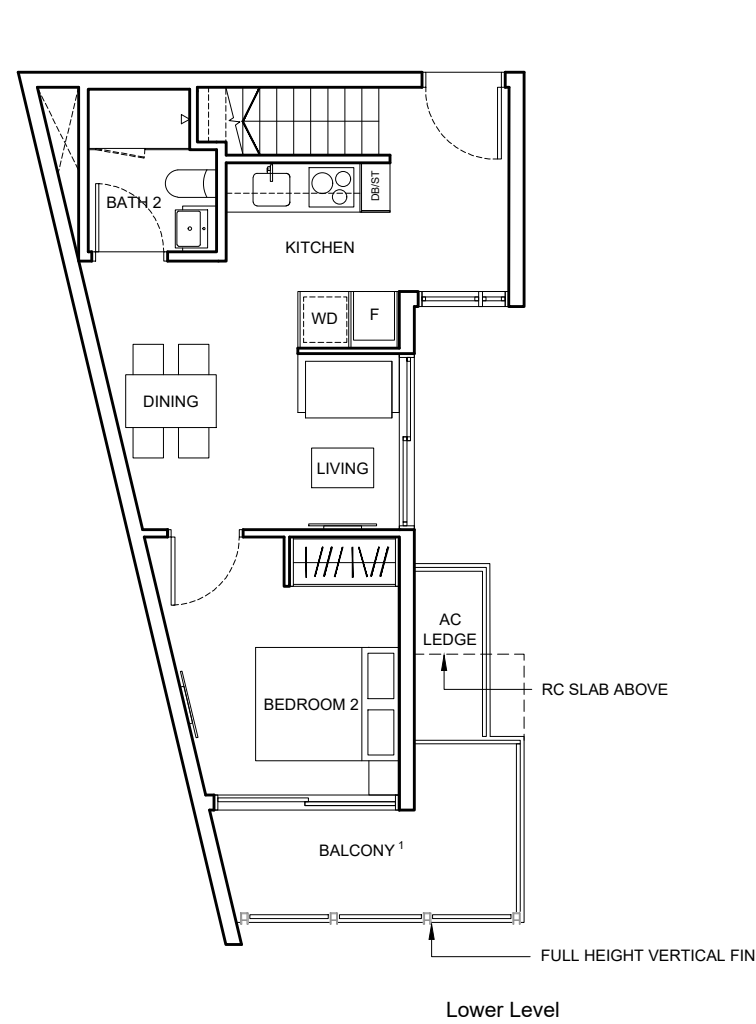 BATH 2
DB/ST
KITCHEN
WD
F
DINING
LIVING
AC
LEDGE
RC SLAB ABOVE
BEDROOM 2
BALCONY 1
FULL HEIGHT VERTICAL FIN
Lower Level